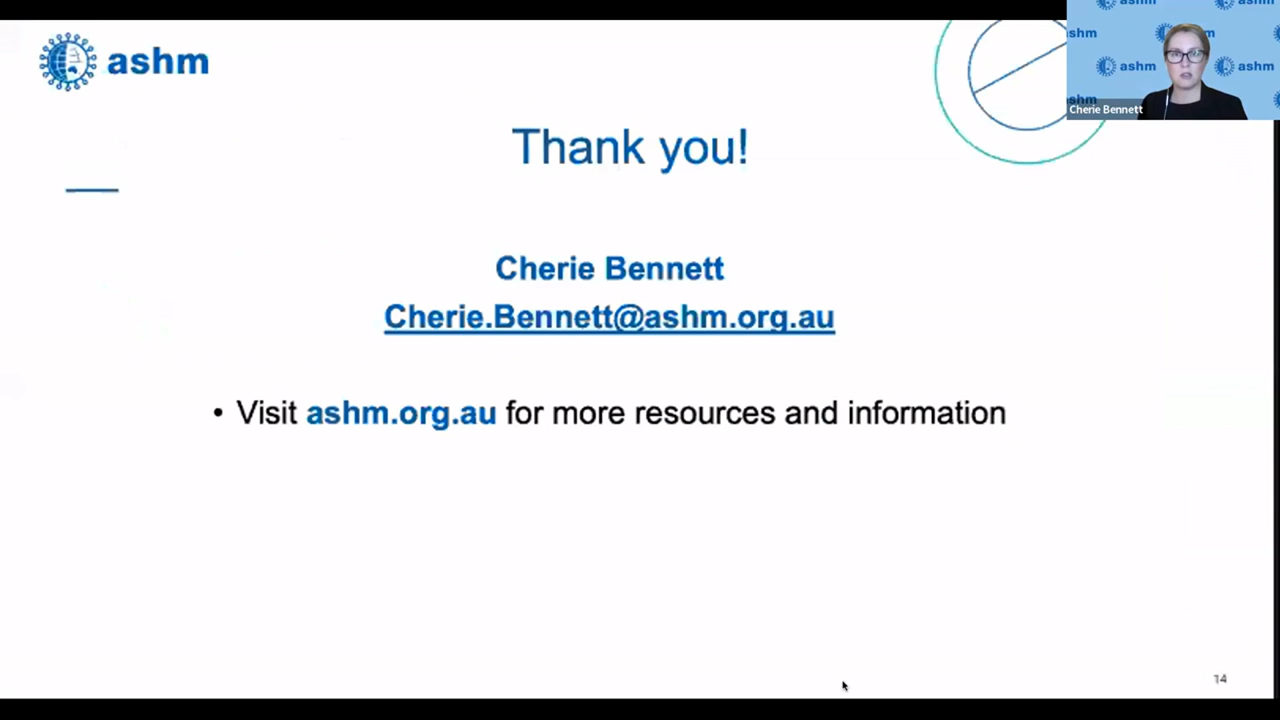 ashm
Thank you!
Cherie Bennett
Cherie.Bennett@ashm.org.au
• Visit ashm.org.au for more resources and information
14
ashm
ashm
ashm
ashm
ashm
ashm
Cherie Bennett